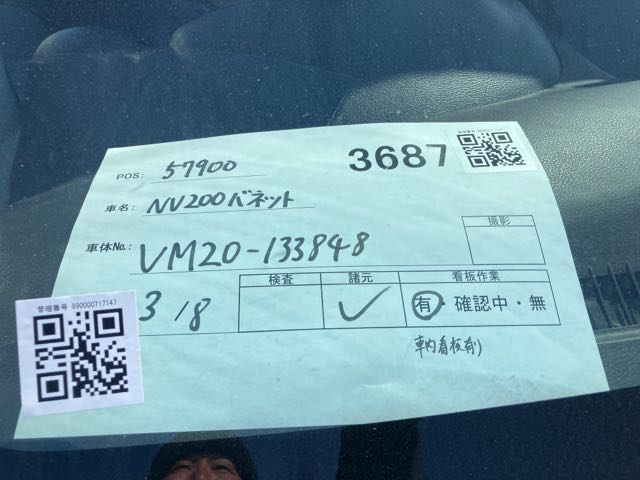 POS: 57900
3687
車名: NV200バネット
車体No.: VM20-133848
撮影
検査 諸元 看板作業
3/8 ✓ 有・確認中・無
車内看板有り
管理番号 990000717147